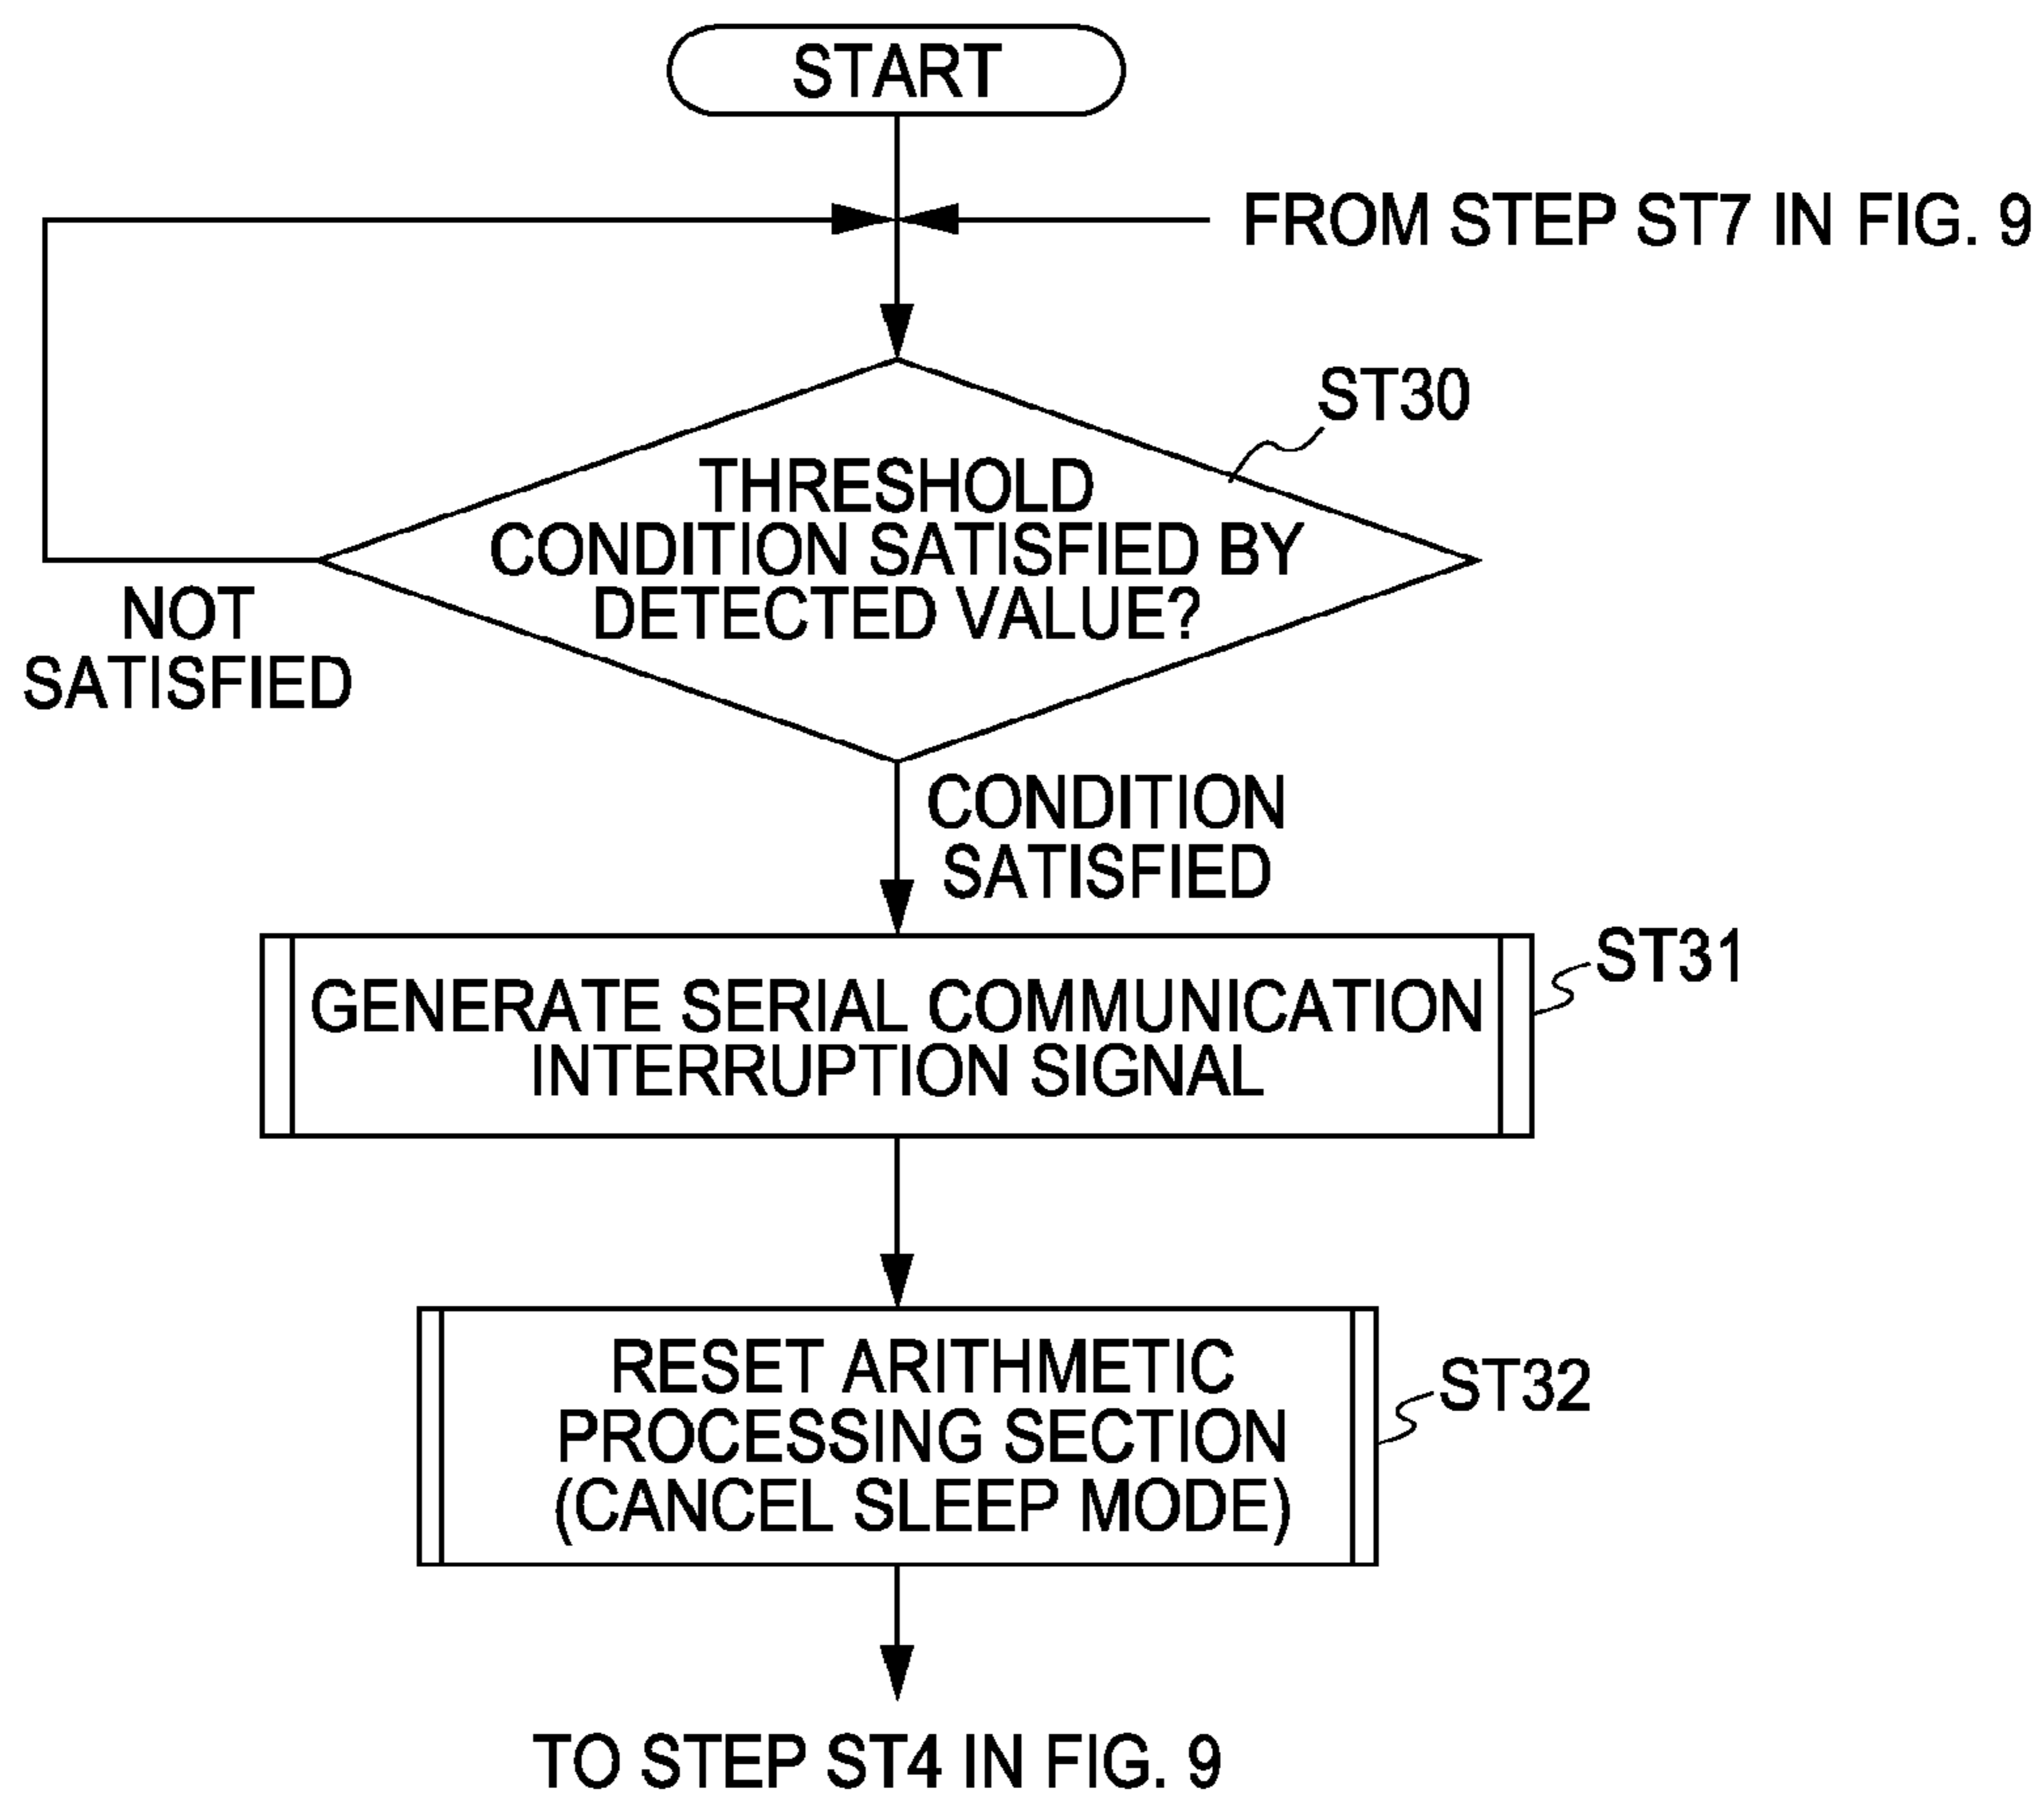 START
FROM STEP ST7 IN FIG. 9
ST30
THRESHOLD
CONDITION SATISFIED BY
DETECTED VALUE?
NOT
SATISFIED
CONDITION
SATISFIED
ST31
GENERATE SERIAL COMMUNICATION
INTERRUPTION SIGNAL
RESET ARITHMETIC
PROCESSING SECTION
(CANCEL SLEEP MODE)
ST32
TO STEP ST4 IN FIG. 9